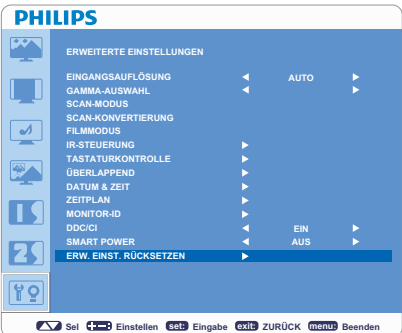 PHILIPS
ERWEITERTE EINSTELLUNGEN
EINGANGSAUFLÖSUNG AUTO
GAMMA-AUSWAHL
SCAN-MODUS
SCAN-KONVERTIERUNG
FILMMODUS
IR-STEUERUNG
TASTATURKONTROLLE
ÜBERLAPPEND
DATUM & ZEIT
ZEITPLAN
MONITOR-ID
DDC/CI EIN
SMART POWER AUS
ERW. EINST. RÜCKSETZEN
Sel Einstellen set: Eingabe exit: ZURÜCK menu: Beenden